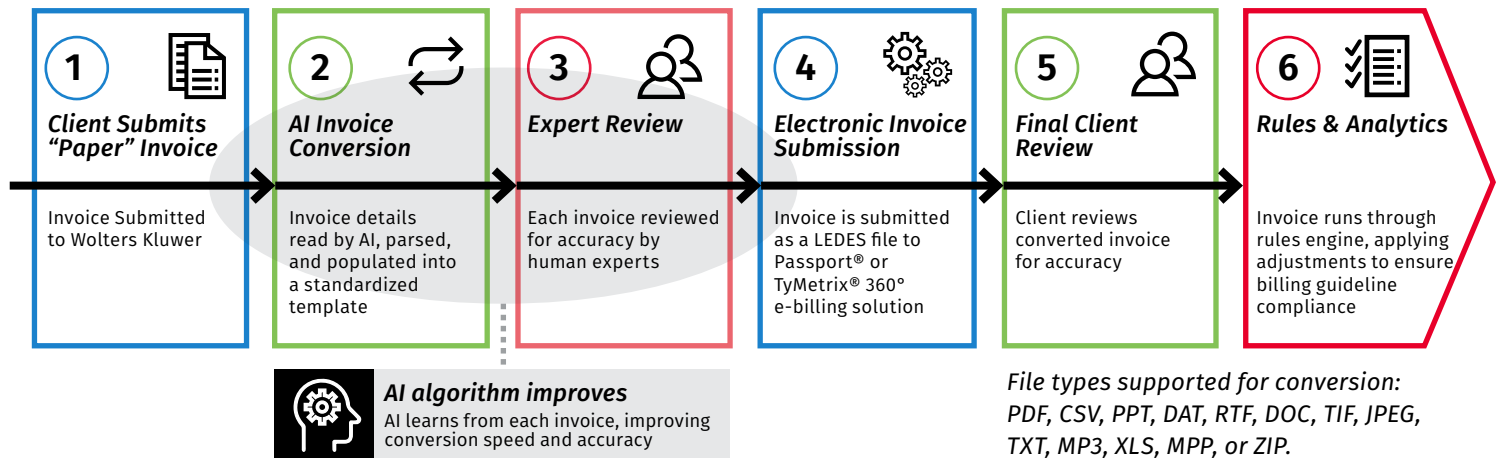 1
Client Submits
“Paper” Invoice
Invoice Submitted
to Wolters Kluwer
2
AI Invoice
Conversion
Invoice details
read by AI, parsed,
and populated into
a standardized
template
3
Expert Review
Each invoice reviewed
for accuracy by
human experts
4
Electronic Invoice
Submission
Invoice is submitted
as a LEDES file to
Passport® or
TyMetrix® 360°
e-billing solution
5
Final Client
Review
Client reviews
converted invoice
for accuracy
6
Rules & Analytics
Invoice runs through
rules engine, applying
adjustments to ensure
billing guideline
compliance
AI algorithm improves
AI learns from each invoice, improving
conversion speed and accuracy
File types supported for conversion:
PDF, CSV, PPT, DAT, RTF, DOC, TIF, JPEG,
TXT, MP3, XLS, MPP, or ZIP.